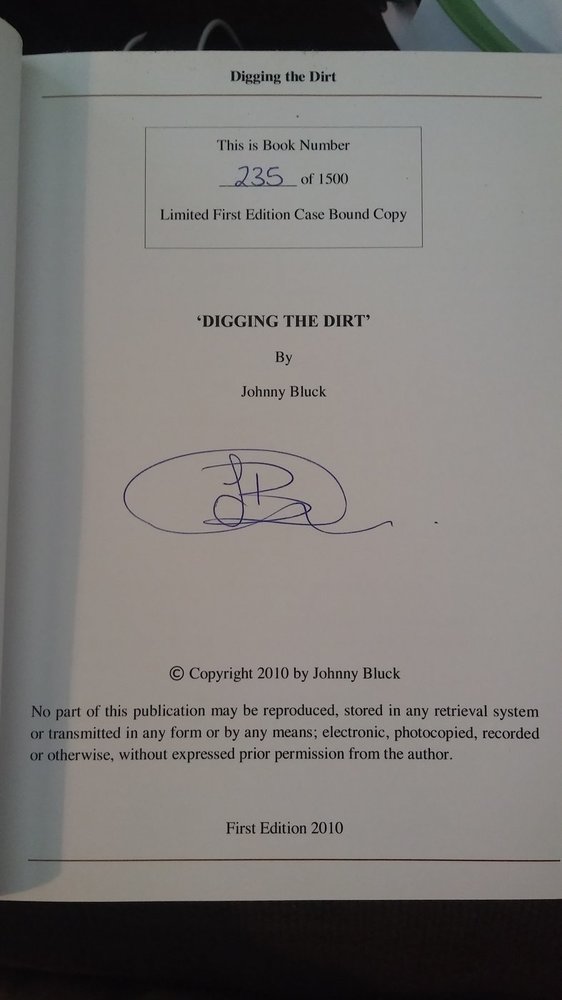 Digging the Dirt
This is Book Number
235 of 1500
Limited First Edition Case Bound Copy
‘DIGGING THE DIRT’
By
Johnny Bluck
JB
© Copyright 2010 by Johnny Bluck
No part of this publication may be reproduced, stored in any retrieval system
or transmitted in any form or by any means; electronic, photocopied, recorded
or otherwise, without expressed prior permission from the author.
First Edition 2010